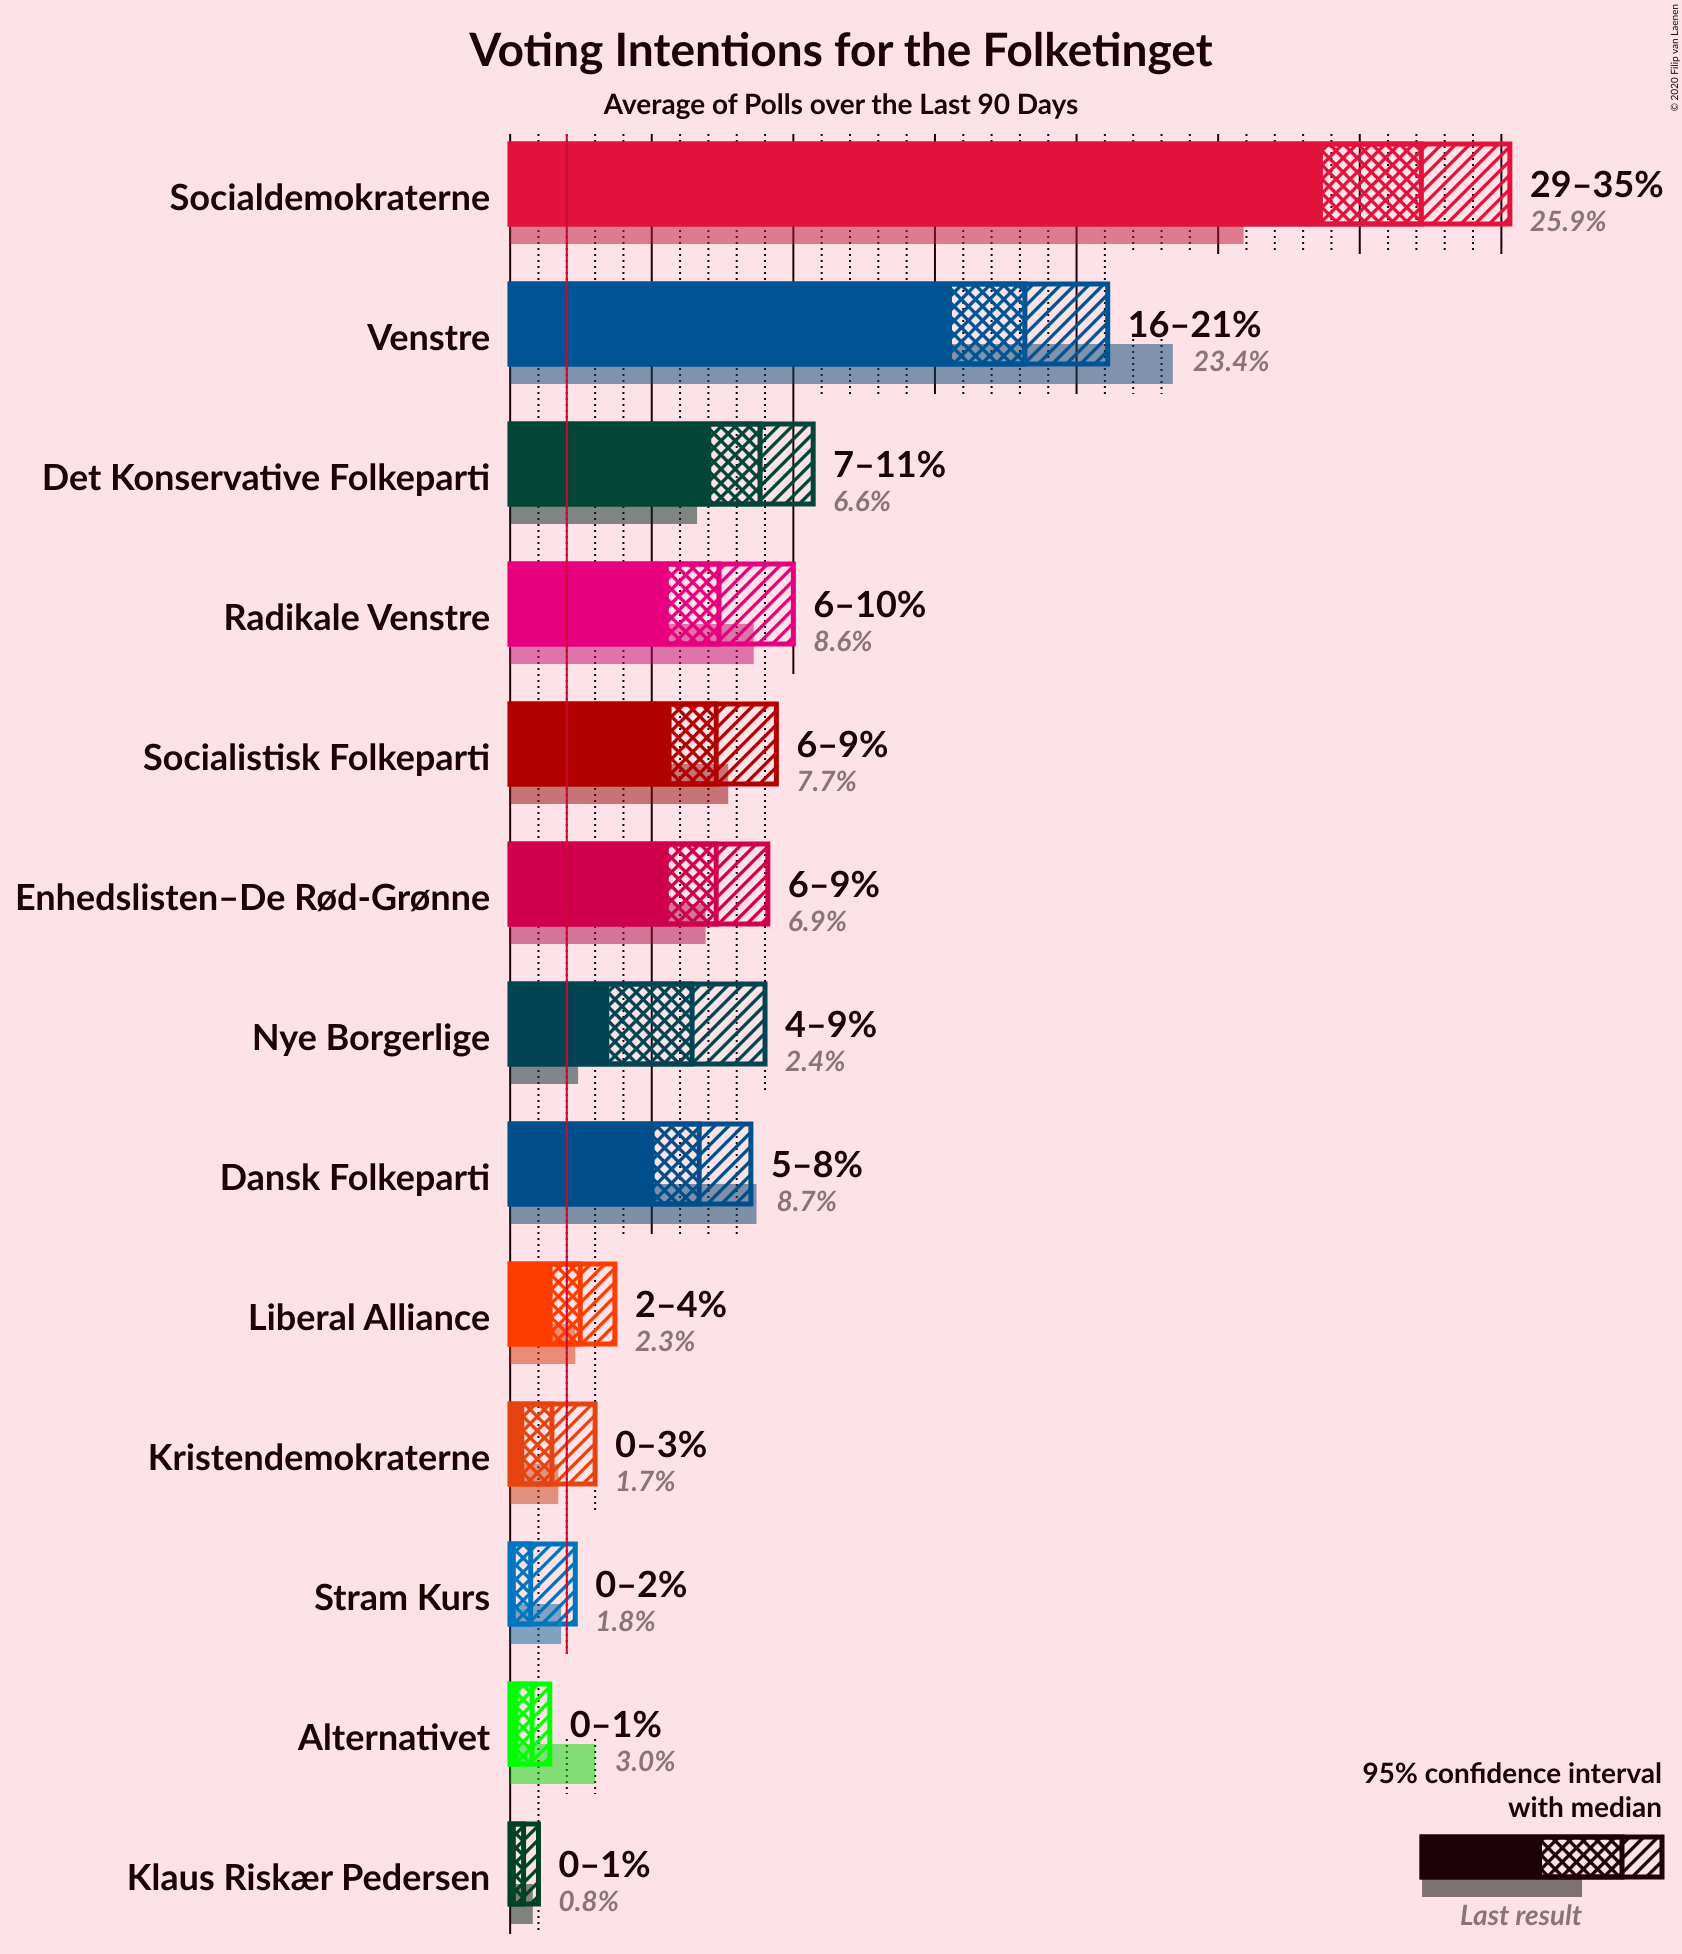 Voting Intentions for the Folketinget
Average of Polls over the Last 90 Days
© 2020 Filip van Laenen
Socialdemokraterne
29–35%
25.9%
Venstre
16–21%
23.4%
Det Konservative Folkeparti
7–11%
6.6%
Radikale Venstre
6–10%
8.6%
Socialistisk Folkeparti
6–9%
7.7%
Enhedslisten–De Rød-Grønne
6–9%
6.9%
Nye Borgerlige
4–9%
2.4%
Dansk Folkeparti
5–8%
8.7%
Liberal Alliance
2–4%
2.3%
Kristendemokraterne
0–3%
1.7%
Stram Kurs
0–2%
1.8%
Alternativet
0–1%
3.0%
Klaus Riskær Pedersen
0–1%
0.8%
95% confidence interval
with median
Last result